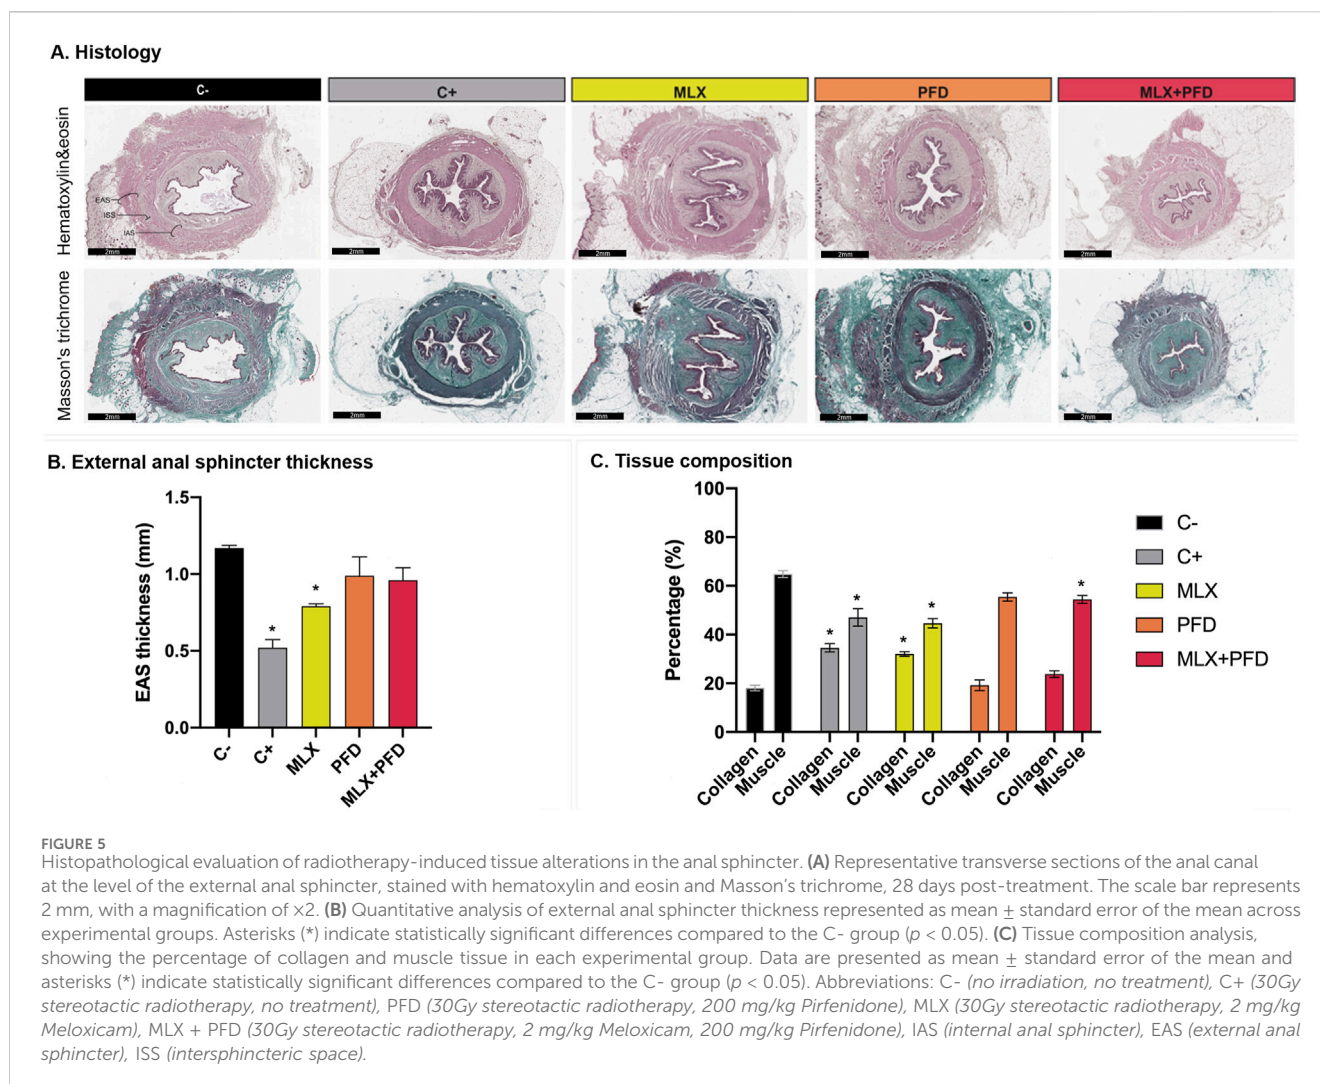 A. Histology
C-
C+
MLX
PFD
MLX+PFD
Hematoxylin&eosin
EAS
ISS
IAS
2mm
2mm
2mm
2mm
2mm
Masson's trichrome
2mm
2mm
2mm
2mm
2mm
B. External anal sphincter thickness
EAS thickness (mm)
1.5
1.0
0.5
0.0
*
*
C-
C+
MLX
PFD
MLX+PFD
C. Tissue composition
Percentage (%)
100
80
60
40
20
0
*
*
*
*
*
Collagen
Muscle
Collagen
Muscle
Collagen
Muscle
Collagen
Muscle
Collagen
Muscle
C-
C+
MLX
PFD
MLX+PFD
FIGURE 5
Histopathological evaluation of radiotherapy-induced tissue alterations in the anal sphincter. (A) Representative transverse sections of the anal canal
at the level of the external anal sphincter, stained with hematoxylin and eosin and Masson's trichrome, 28 days post-treatment. The scale bar represents
2 mm, with a magnification of ×2. (B) Quantitative analysis of external anal sphincter thickness represented as mean ± standard error of the mean across
experimental groups. Asterisks (*) indicate statistically significant differences compared to the C- group (p < 0.05). (C) Tissue composition analysis,
showing the percentage of collagen and muscle tissue in each experimental group. Data are presented as mean ± standard error of the mean and
asterisks (*) indicate statistically significant differences compared to the C- group (p < 0.05). Abbreviations: C- (no irradiation, no treatment), C+ (30Gy
stereotactic radiotherapy, no treatment), PFD (30Gy stereotactic radiotherapy, 200 mg/kg Pirfenidone), MLX (30Gy stereotactic radiotherapy, 2 mg/kg
Meloxicam), MLX + PFD (30Gy stereotactic radiotherapy, 2 mg/kg Meloxicam, 200 mg/kg Pirfenidone), IAS (internal anal sphincter), EAS (external anal
sphincter), ISS (intersphincteric space).